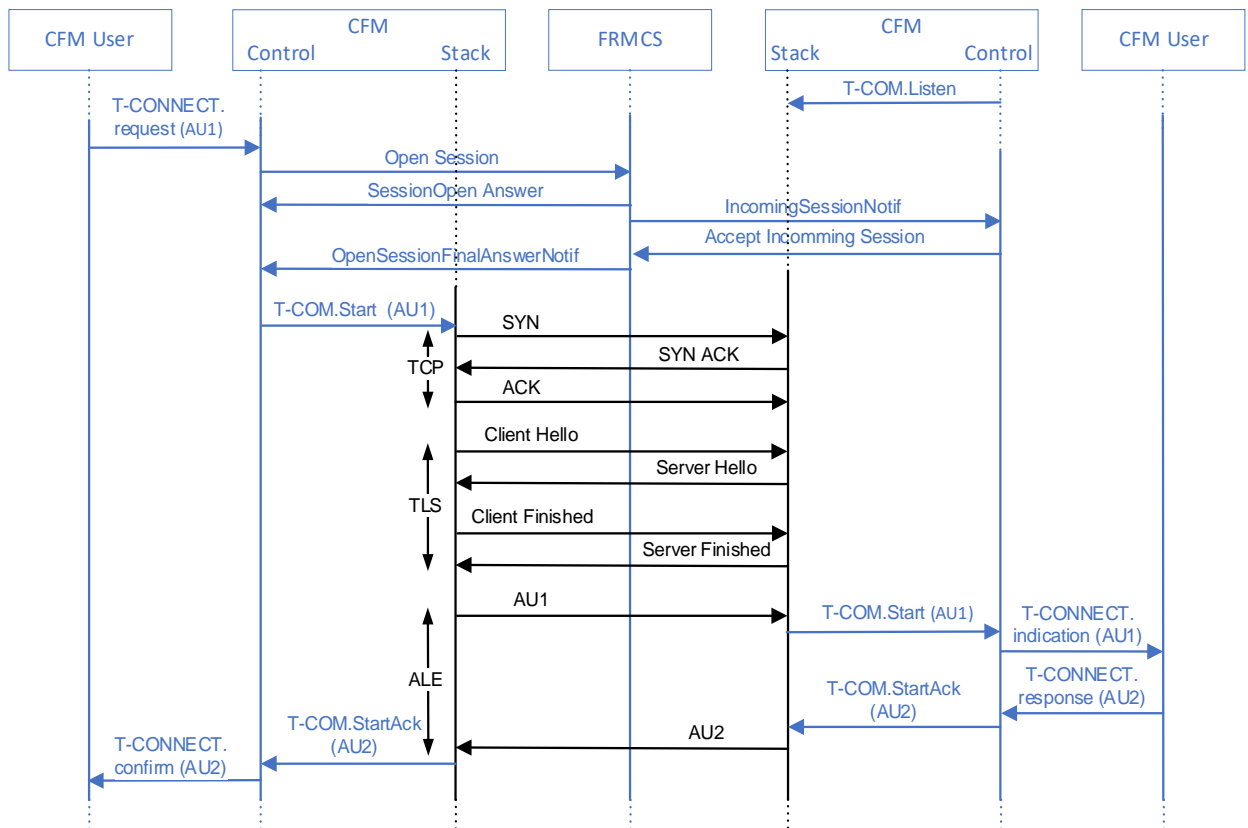 CFM User
CFM
Control
Stack
FRMCS
CFM
Stack
Control
CFM User
T-COM.Listen
T-CONNECT.
request (AU1)
Open Session
SessionOpen Answer
IncomingSessionNotif
Accept Incomming Session
OpenSessionFinalAnswerNotif
T-COM.Start (AU1)
SYN
SYN ACK
TCP
ACK
Client Hello
Server Hello
TLS
Client Finished
Server Finished
AU1
T-COM.Start (AU1)
T-CONNECT.
indication (AU1)
ALE
T-CONNECT.
response (AU2)
T-COM.StartAck
(AU2)
T-COM.StartAck
(AU2)
AU2
T-CONNECT.
confirm (AU2)